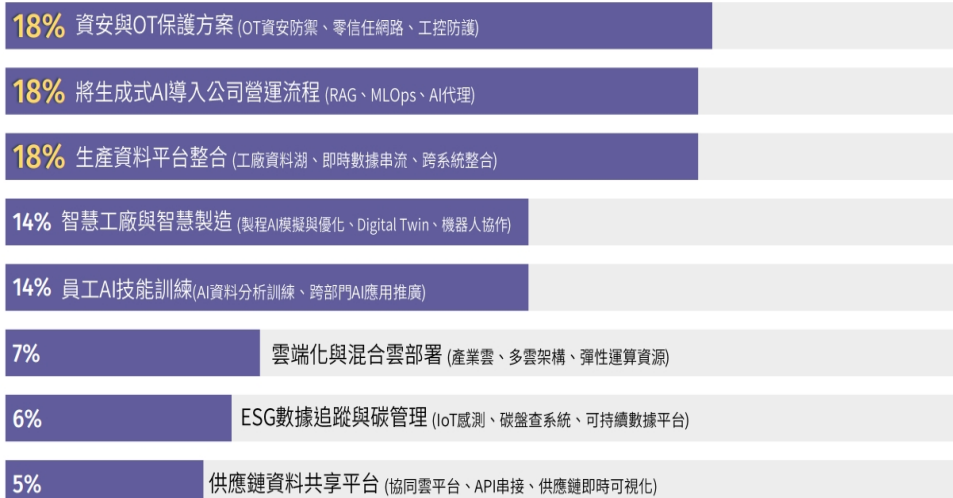 18% 資安與OT保護方案 (OT資安防禦、零信任網路、工控防護)
18% 將生成式AI導入公司營運流程 (RAG、MLOps、AI代理)
18% 生產資料平台整合 (工廠資料湖、即時數據串流、跨系統整合)
14% 智慧工廠與智慧製造 (製程AI模擬與優化、Digital Twin、機器人協作)
14% 員工AI技能訓練(AI資料分析訓練、跨部門AI應用推廣)
7% 雲端化與混合雲部署 (產業雲、多雲架構、彈性運算資源)
6% ESG數據追蹤與碳管理 (IoT感測、碳盤查系統、可持續數據平台)
5% 供應鏈資料共享平台 (協同雲平台、API串接、供應鏈即時可視化)